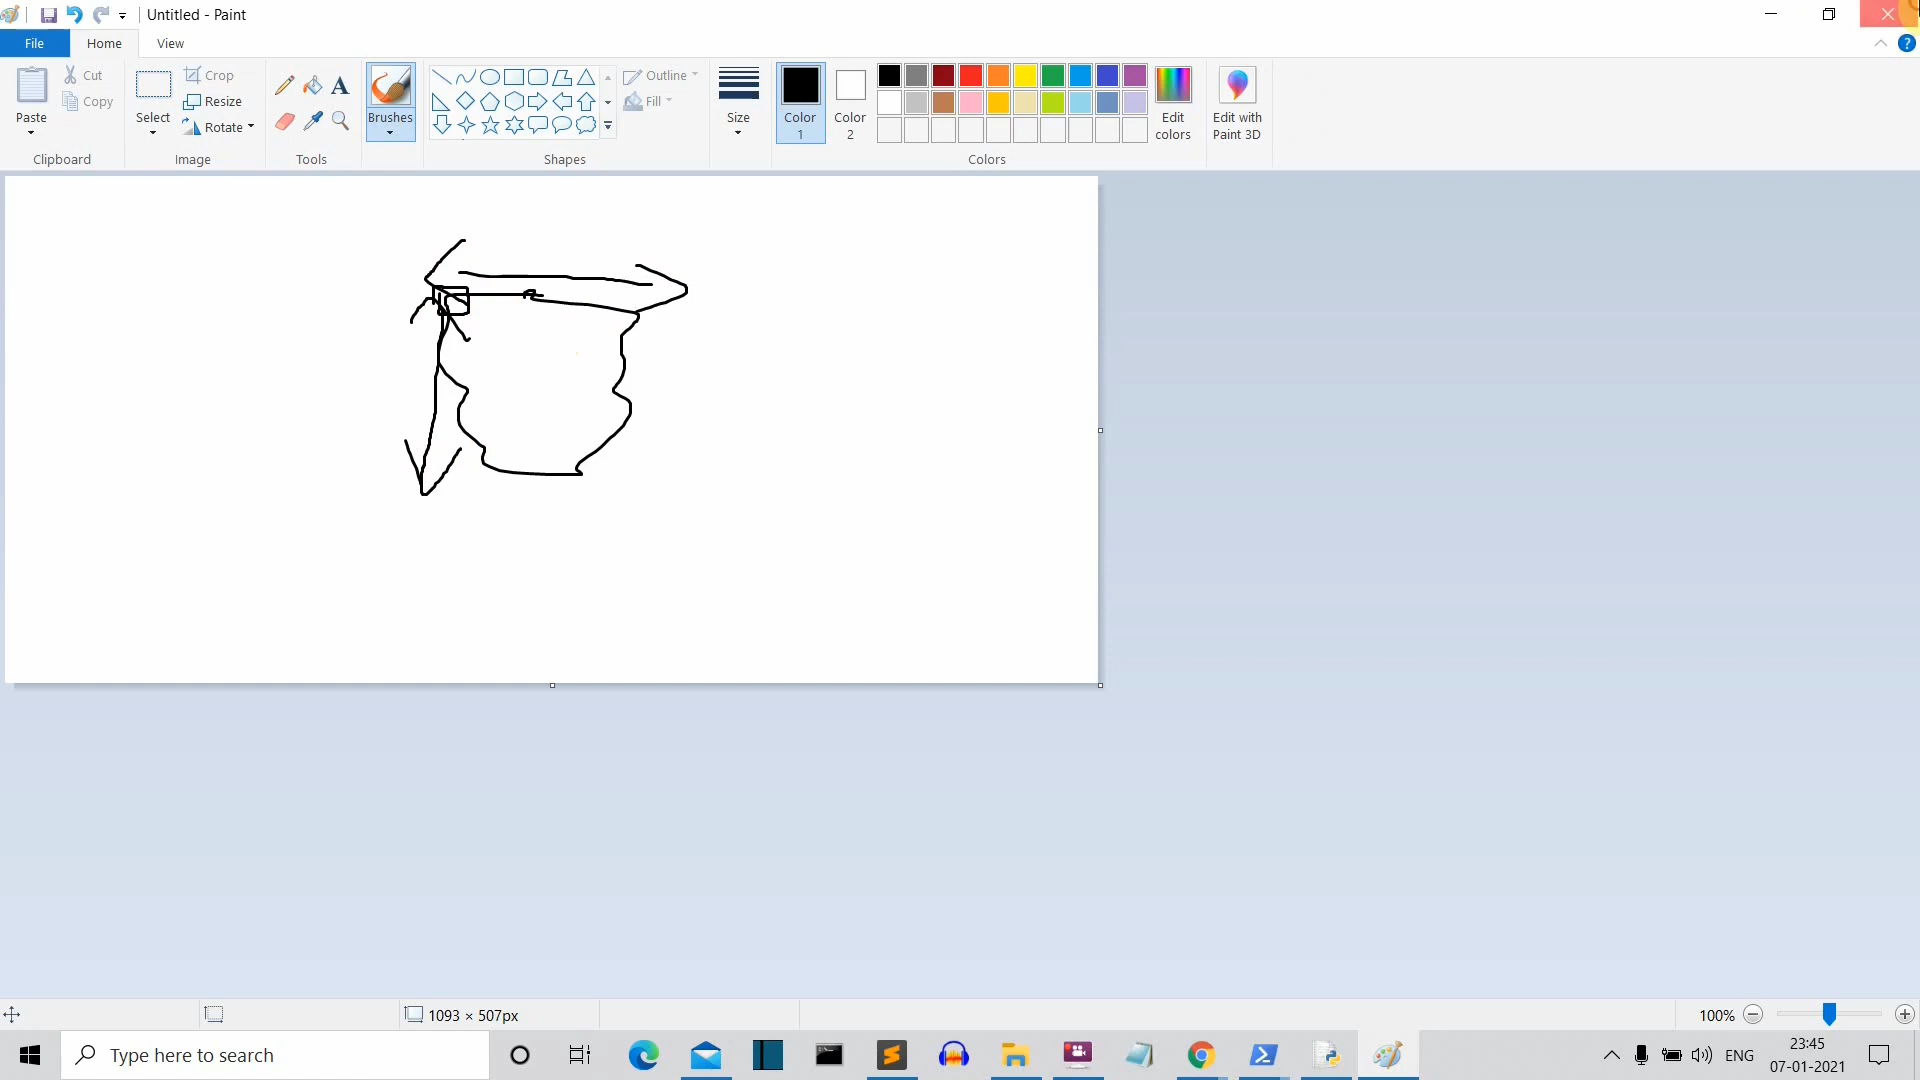 Untitled - Paint
File Home View
Paste Cut Copy Clipboard
Select Crop Resize Rotate Image
A Tools
Brushes
Shapes Outline Fill
Size
Color 1 Color 2 Colors
Edit colors
Edit with Paint 3D
?
1093 × 507px
100%
Type here to search
ENG
23:45
07-01-2021